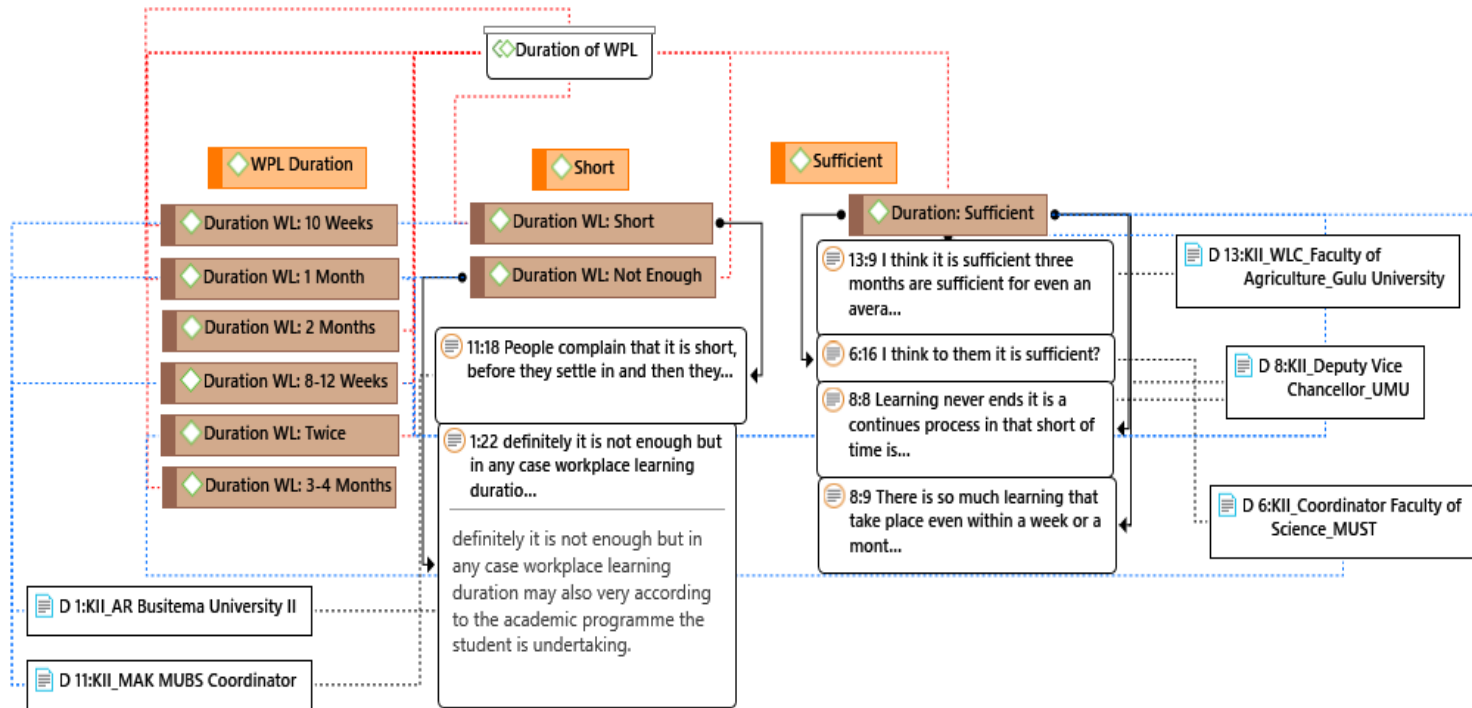 Duration of WPL
WPL Duration
Short
Sufficient
Duration WL: 10 Weeks
Duration WL: 1 Month
Duration WL: 2 Months
Duration WL: 8-12 Weeks
Duration WL: Twice
Duration WL: 3-4 Months
Duration WL: Short
Duration WL: Not Enough
11:18 People complain that it is short,
before they settle in and then they...
1:22 definitely it is not enough but
in any case workplace learning
duratio...
definitely it is not enough but in
any case workplace learning
duration may also very according
to the academic programme the
student is undertaking.
Duration: Sufficient
13:9 I think it is sufficient three
months are sufficient for even an
avera...
6:16 I think to them it is sufficient?
8:8 Learning never ends it is a
continues process in that short of
time is...
8:9 There is so much learning that
take place even within a week or a
mont...
D 13:KII_WLC_Faculty of
Agriculture_Gulu University
D 8:KII_Deputy Vice
Chancellor_UMU
D 6:KII_Coordinator Faculty of
Science_MUST
D 1:KII_AR Busitema University II
D 11:KII_MAK MUBS Coordinator